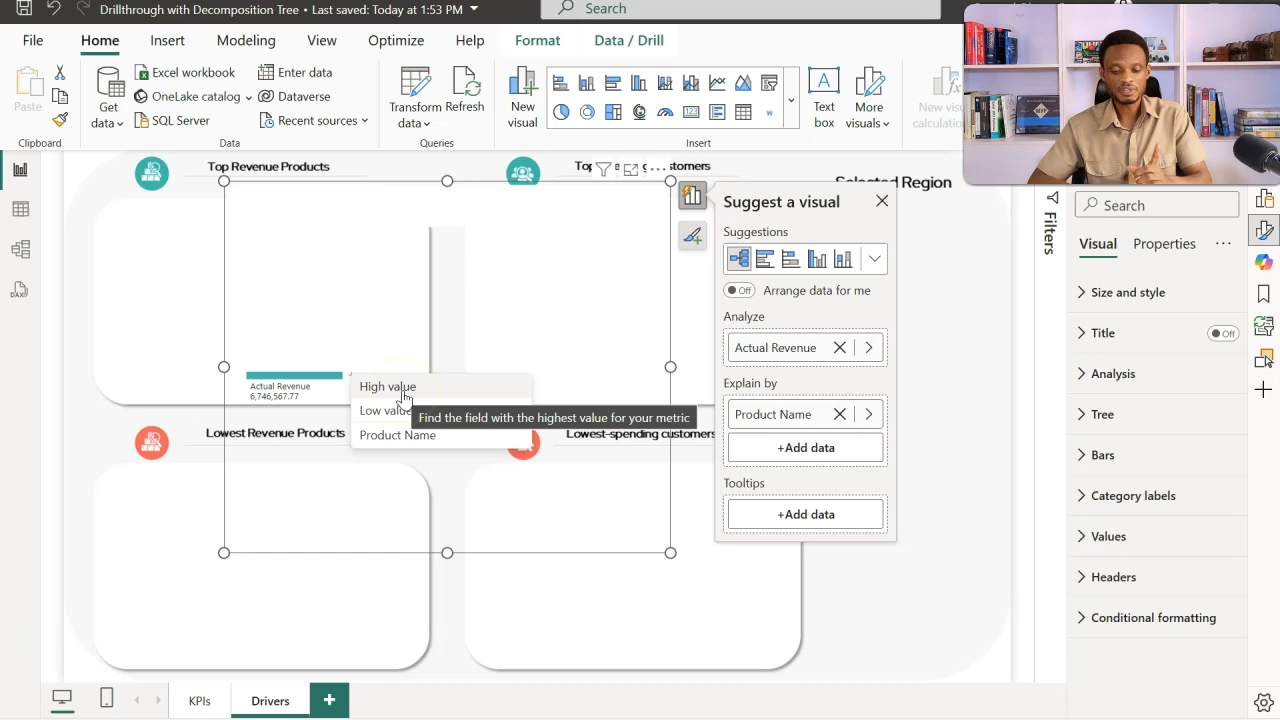 Drillthrough with Decomposition Tree • Last saved: Today at 1:53 PM
Search
File
Home
Insert
Modeling
View
Optimize
Help
Format
Data / Drill
Paste
Clipboard
Get data
Excel workbook
OneLake catalog
SQL Server
Enter data
Dataverse
Recent sources
Data
Transform data
Refresh
Queries
New visual
Text box
More visuals
Insert
New
calculation
Top Revenue Products
Selected Region
Actual Revenue
6,746,567.77
High value
Low value
Find the field with the highest value for your metric
Product Name
Lowest Revenue Products
Lowest-spending customers
Suggest a visual
Suggestions
Off
Arrange data for me
Analyze
Actual Revenue
Explain by
Product Name
+Add data
Tooltips
+Add data
Filters
Search
Visual
Properties
Size and style
Title
Off
Analysis
Tree
Bars
Category labels
Values
Headers
Conditional formatting
KPIs
Drivers